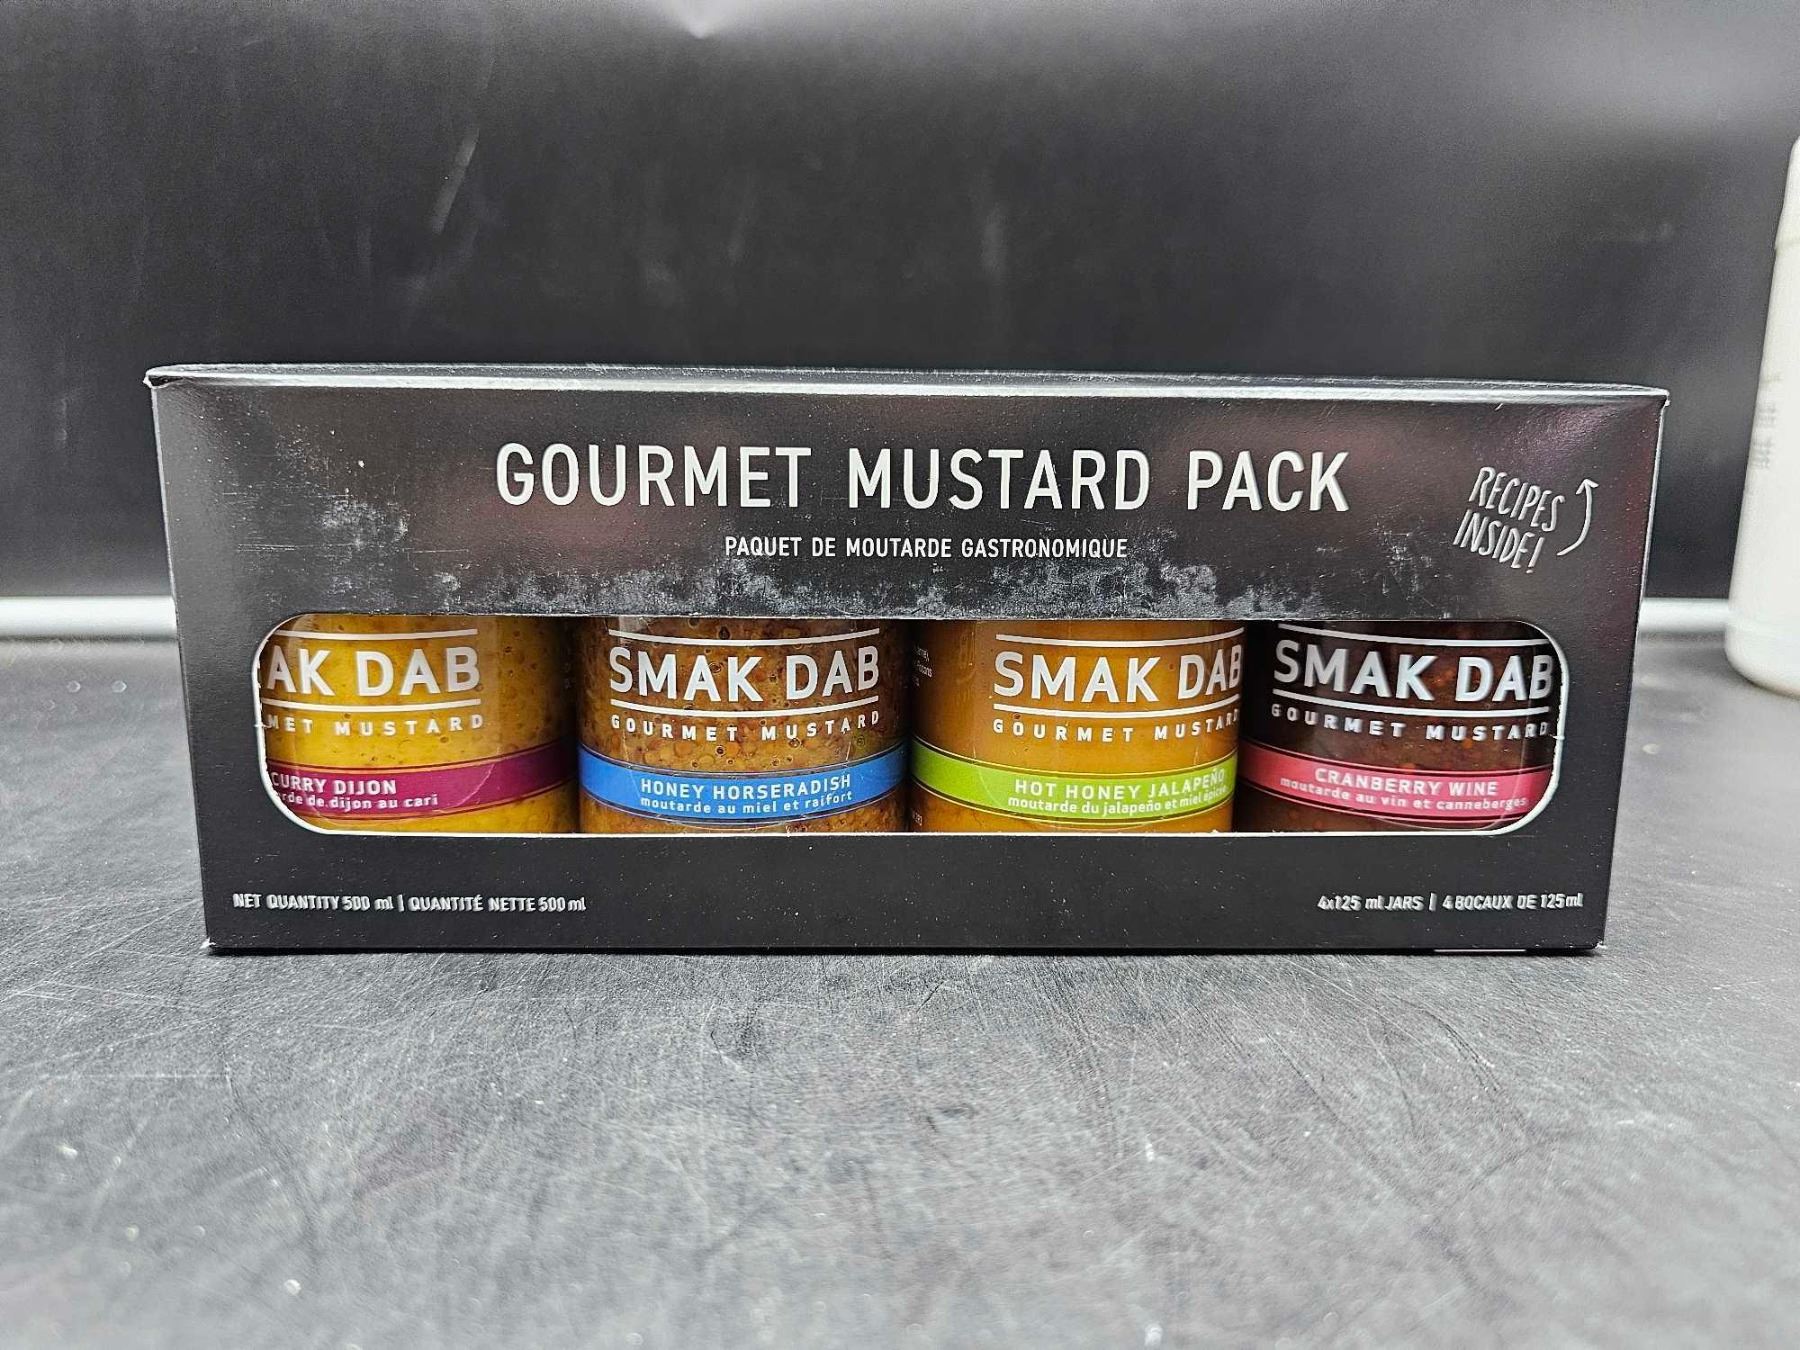 GOURMET MUSTARD PACK
PAQUET DE MOUTARDE GASTRONOMIQUE
RECIPES
INSIDE!
AK DAB
MET MUSTARD
CURRY DIJON
rde de dijon au cari
SMAK DAB
GOURMET MUSTARD
HONEY HORSERADISH
moutarde au miel et raifort
SMAK DAB
GOURMET MUSTARD
HOT HONEY JALAPEÑO
moutarde du jalapeño et miel épicé
SMAK DAB
GOURMET MUSTARD
CRANBERRY WINE
moutarde au vin et canneberges
NET QUANTITY 500 ml | QUANTITÉ NETTE 500 ml
4x125 ml JARS | 4 BOCAUX DE 125 ml